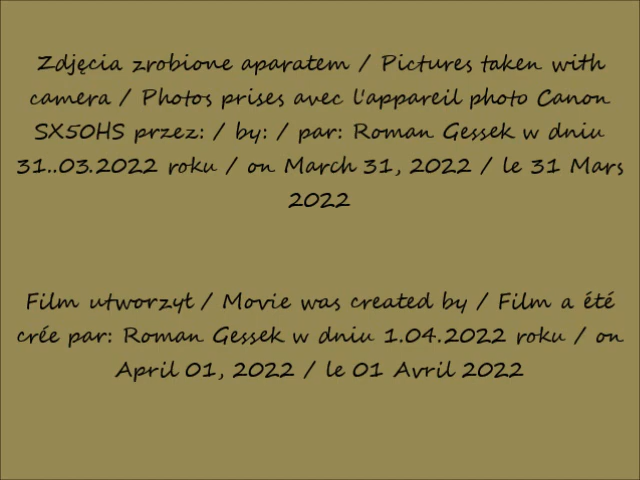 Zdjęcia zrobione aparatem / Pictures taken with
camera / Photos prises avec l'appareil photo Canon
SX50HS przez: / by: / par: Roman Gessek w dniu
31..03.2022 roku / on March 31, 2022 / le 31 Mars
2022
Film utworzył / Movie was created by / Film a été
crée par: Roman Gessek w dniu 1.04.2022 roku / on
April 01, 2022 / le 01 Avril 2022